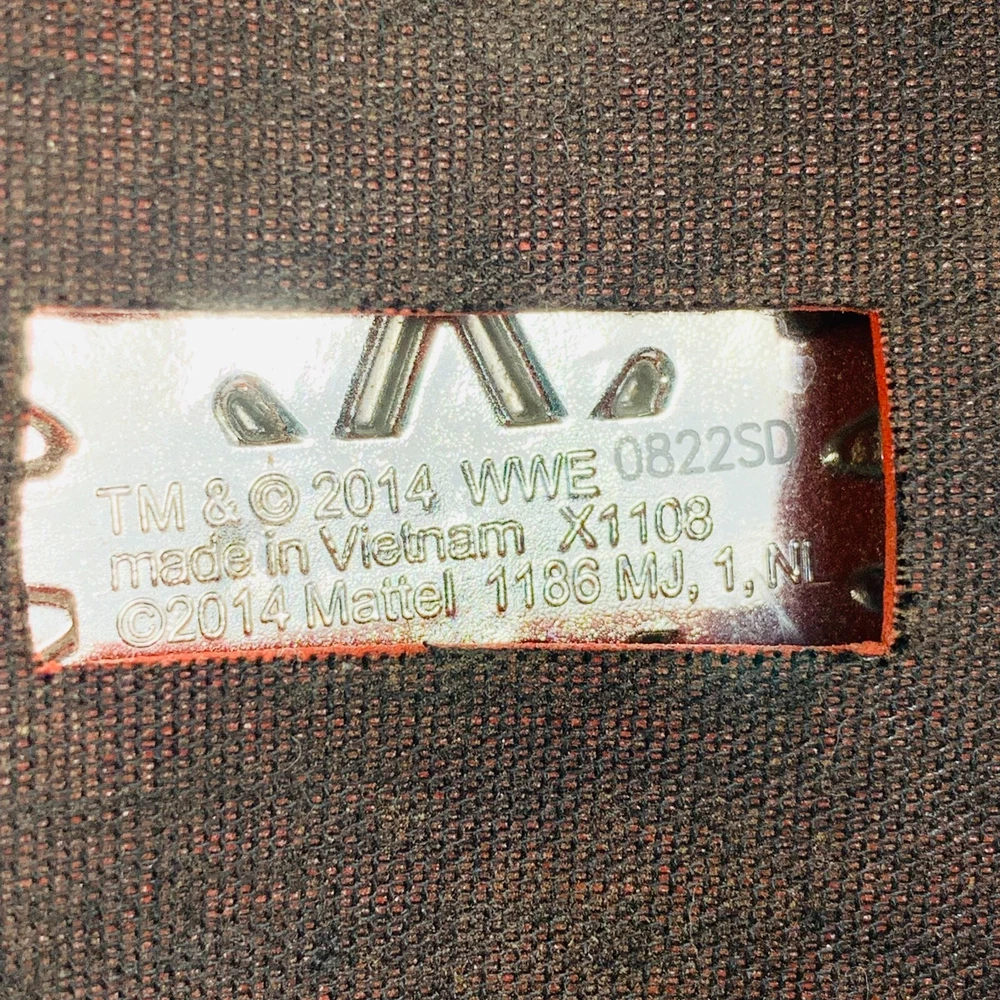 TM & © 2014 WWE 0822SD
made in Vietnam X1108
©2014 Mattel 1186 MJ, 1, NL